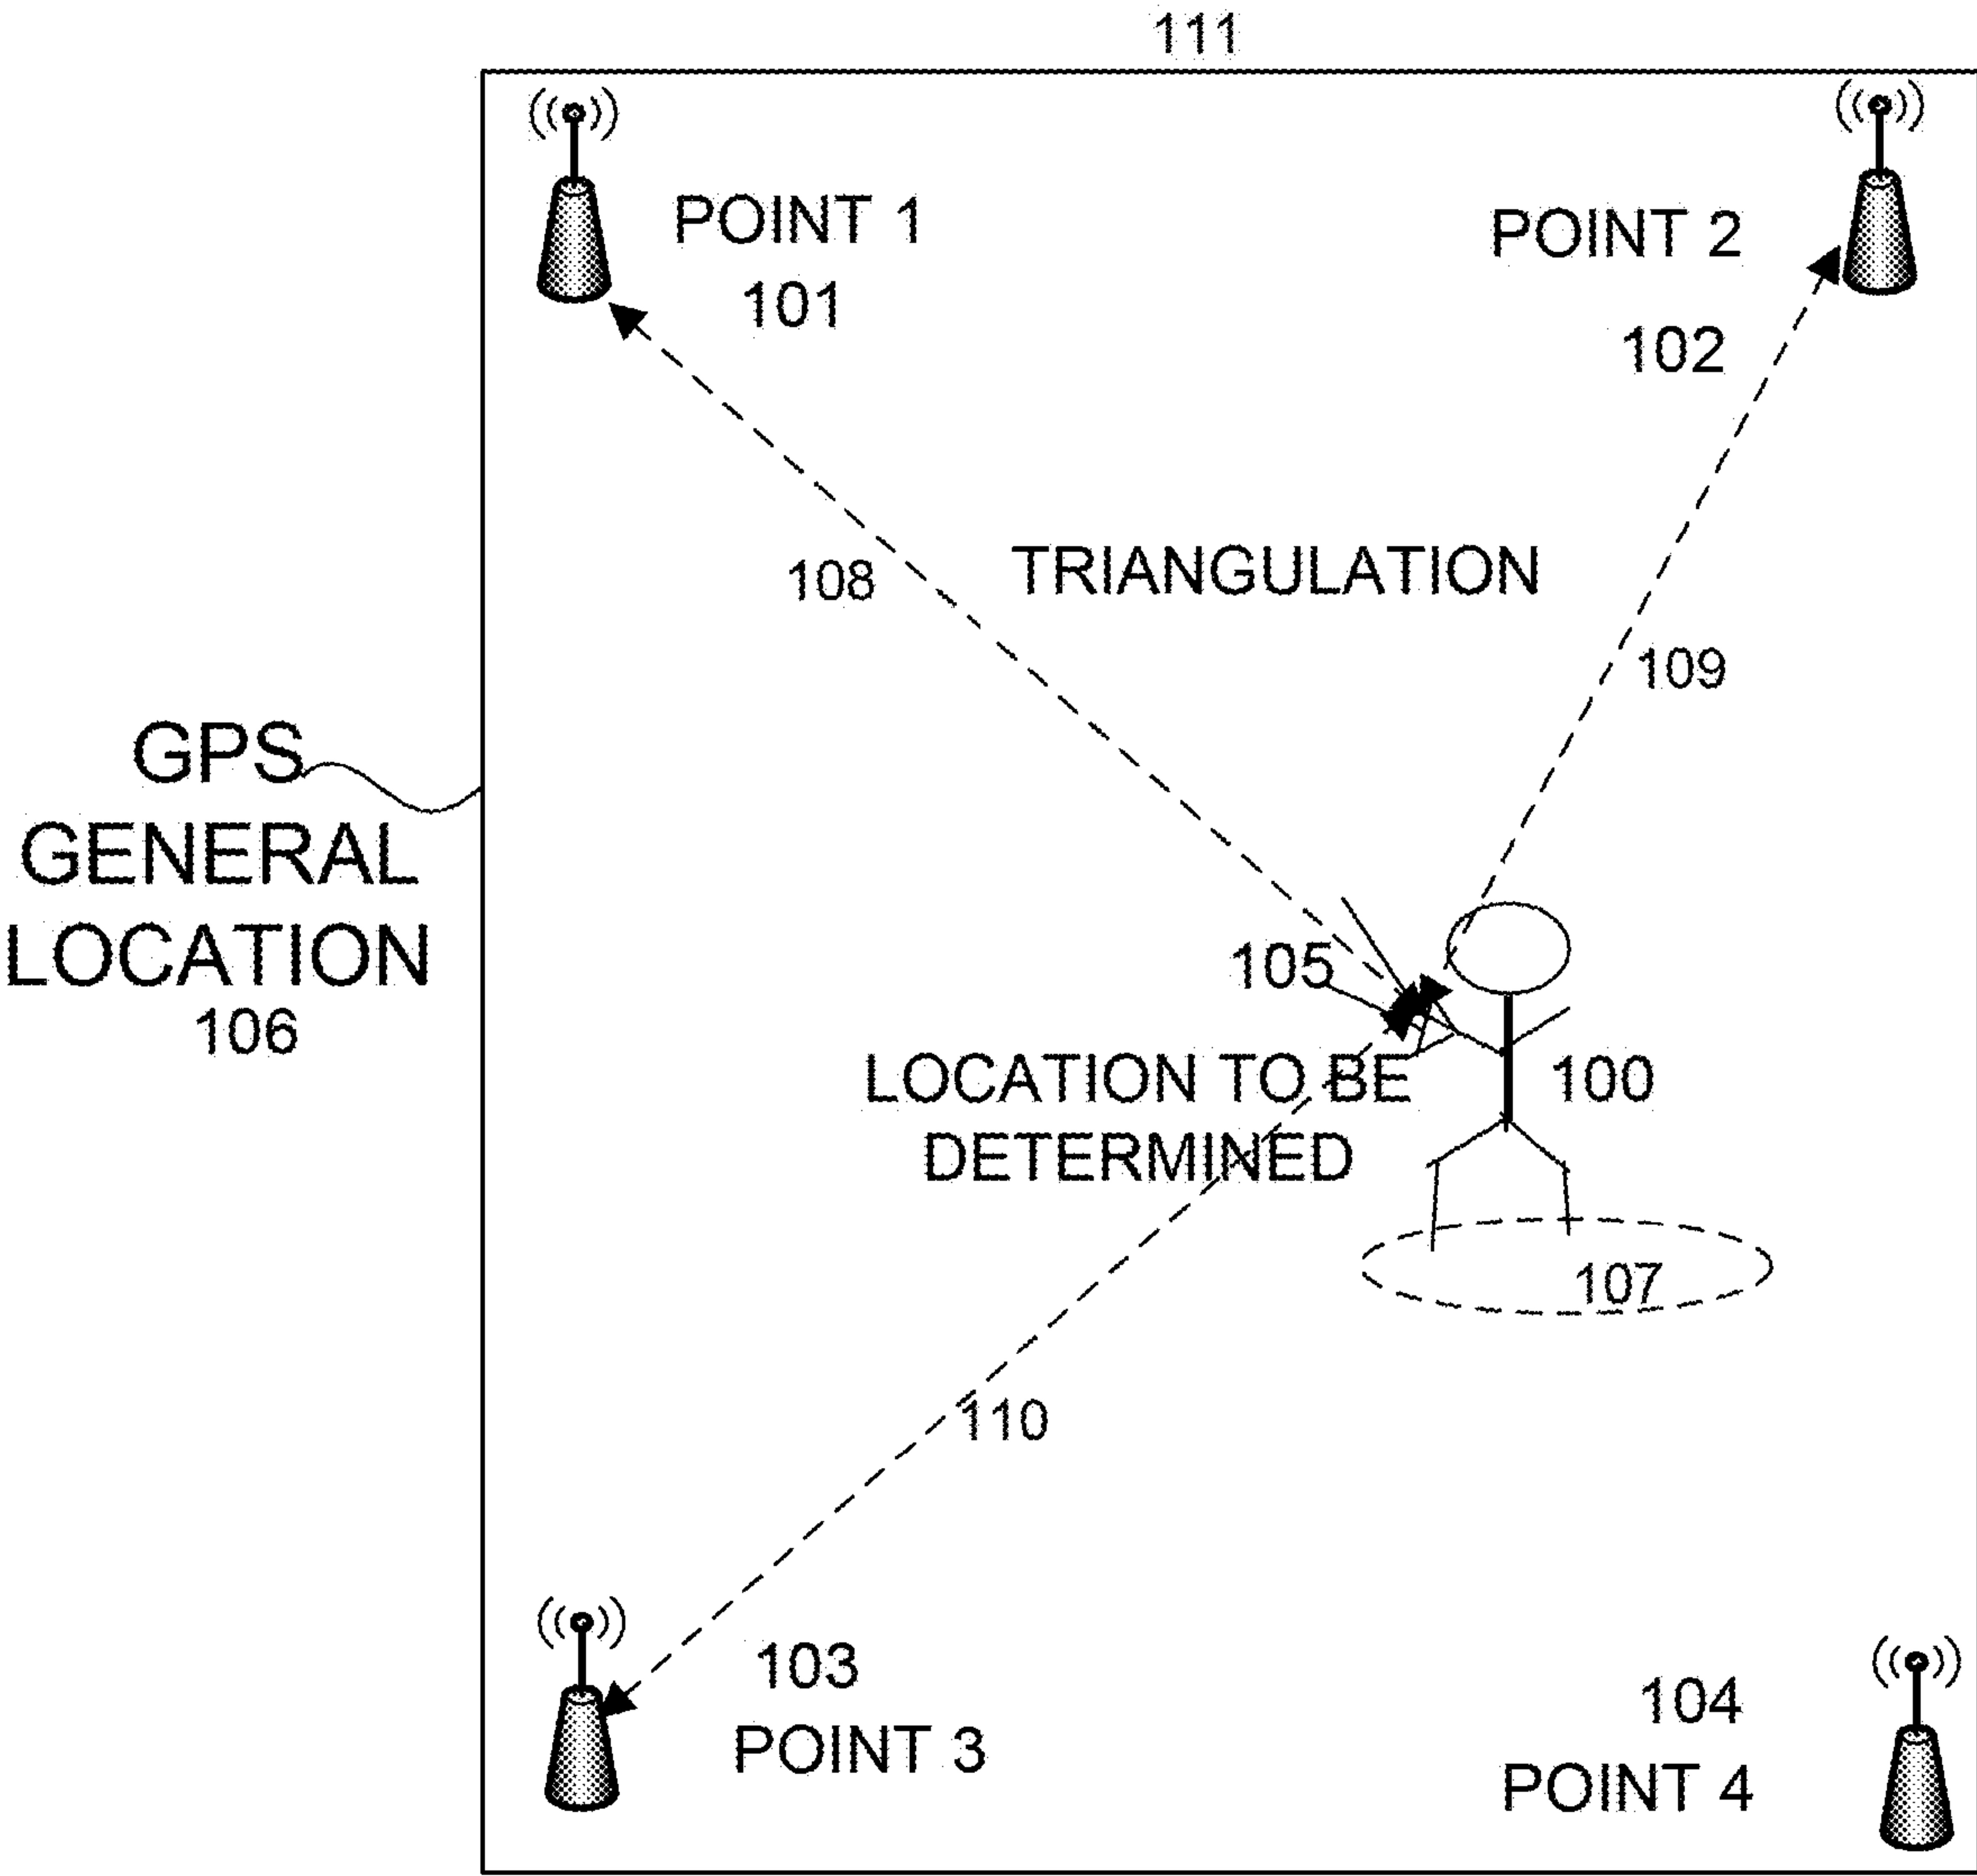 111
POINT 1
101
POINT 2
102
108
TRIANGULATION
109
GPS
GENERAL
LOCATION
106
105
LOCATION TO BE
DETERMINED
100
107
110
103
POINT 3
104
POINT 4